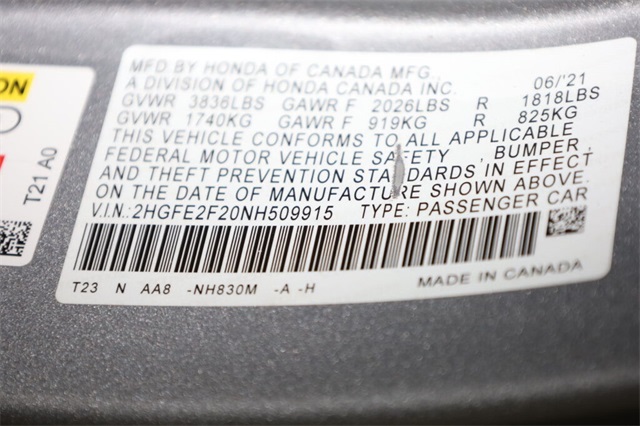 ON
T21 A0
MFD.BY HONDA OF CANADA MFG.,
A DIVISION OF HONDA CANADA INC. 06/'21
GVWR 3836LBS GAWR F 2026LBS R 1818LBS
GVWR 1740KG GAWR F 919KG R 825KG
THIS VEHICLE CONFORMS TO ALL APPLICABLE
FEDERAL MOTOR VEHICLE SAFETY , BUMPER,
AND THEFT PREVENTION STANDARDS IN EFFECT
ON THE DATE OF MANUFACTURE SHOWN ABOVE.
V.I.N.: 2HGFE2F20NH509915 TYPE: PASSENGER CAR
T23 N AA8 -NH830M -A -H MADE IN CANADA